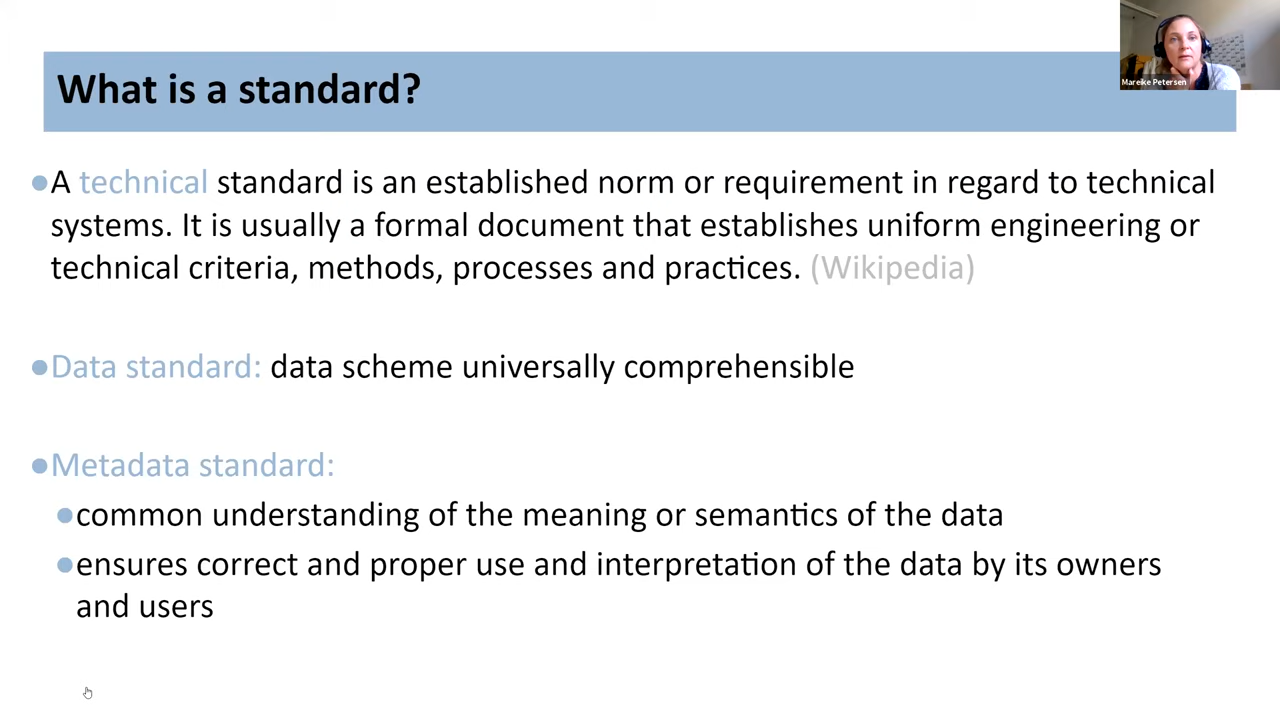 Mareike Petersen
What is a standard?
●A technical standard is an established norm or requirement in regard to technical
systems. It is usually a formal document that establishes uniform engineering or
technical criteria, methods, processes and practices. (Wikipedia)
●Data standard: data scheme universally comprehensible
●Metadata standard:
●common understanding of the meaning or semantics of the data
●ensures correct and proper use and interpretation of the data by its owners
and users